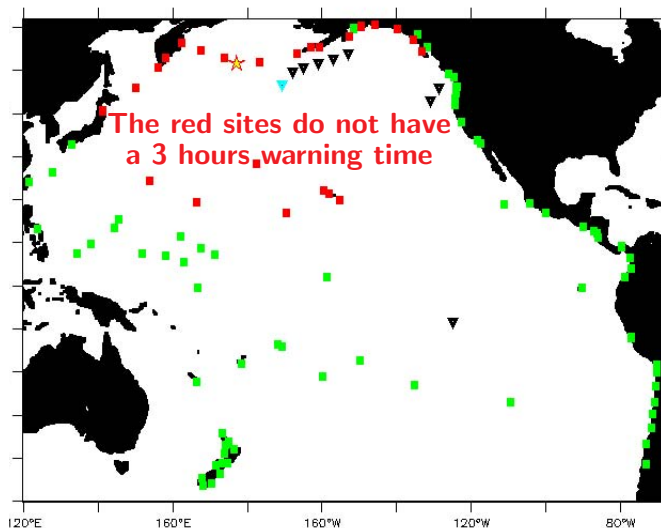 The red sites do not have
a 3 hours warning time
120°E 160°E 160°W 120°W 80°W